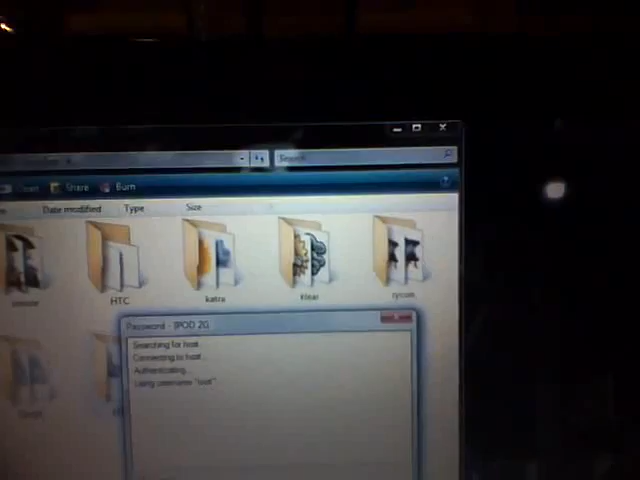 Search
Share Burn
Date modified Type Size
HTC katra
Password - IPOD 2G
Searching for host
Connecting to host
Authenticating
Using username "root"